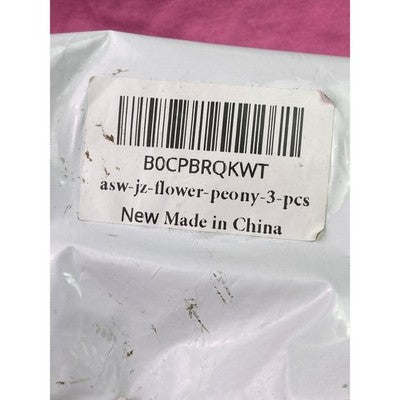 B0CPBRQKWT
asw-jz-flower-peony-3-pcs
New Made in China